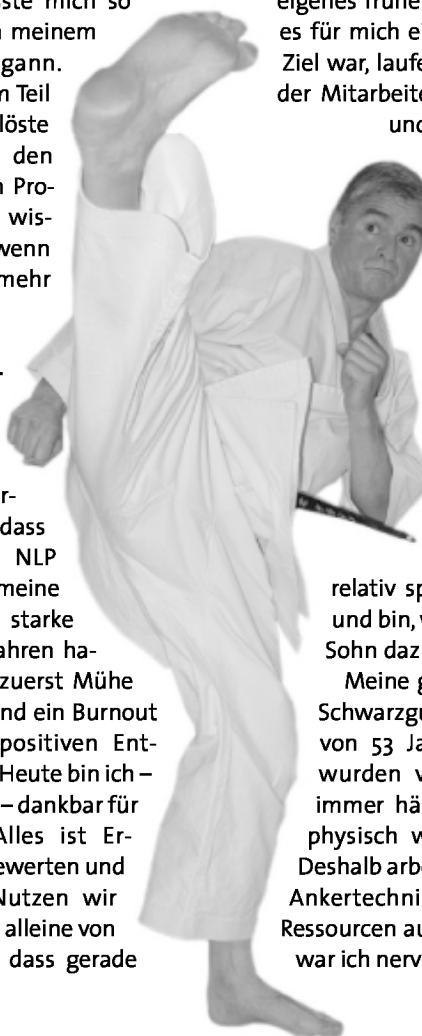 sste mich so
n meinem
gann.
n Teil
löste
den
n Pro-
wis-
wenn
mehr
r-
dass
NLP
meine
starke
ahren ha-
zuerst Mühe
nd ein Burnout
positiven Ent-
Heute bin ich –
– dankbar für
Alles ist Er-
ewerten und
Nutzen wir
alleine von
dass gerade
eigenes frühe
es für mich ei
Ziel war, laufe
der Mitarbeite
und
relativ sp
und bin, v
Sohn daz
Meine g
Schwarzgu
von 53 Ja
wurden v
immer hä
physisch w
Deshalb arbe
Ankertechni
Ressourcen au
war ich nerv